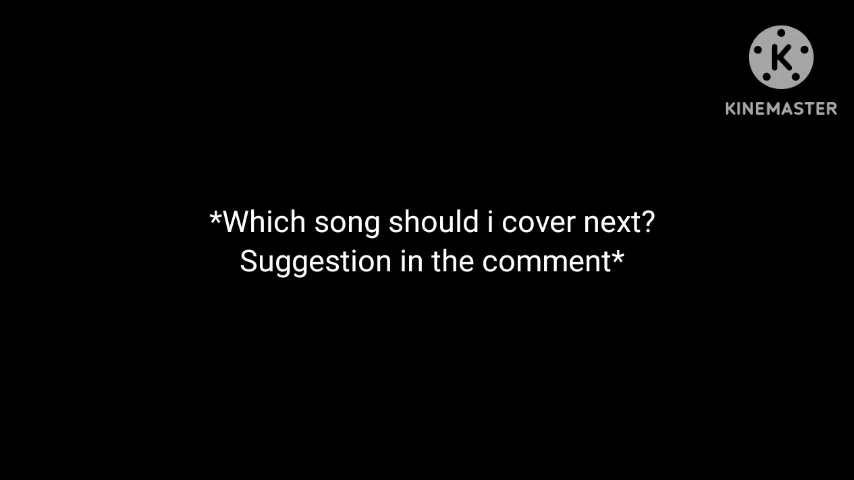 K
KINEMASTER
*Which song should i cover next?
Suggestion in the comment*